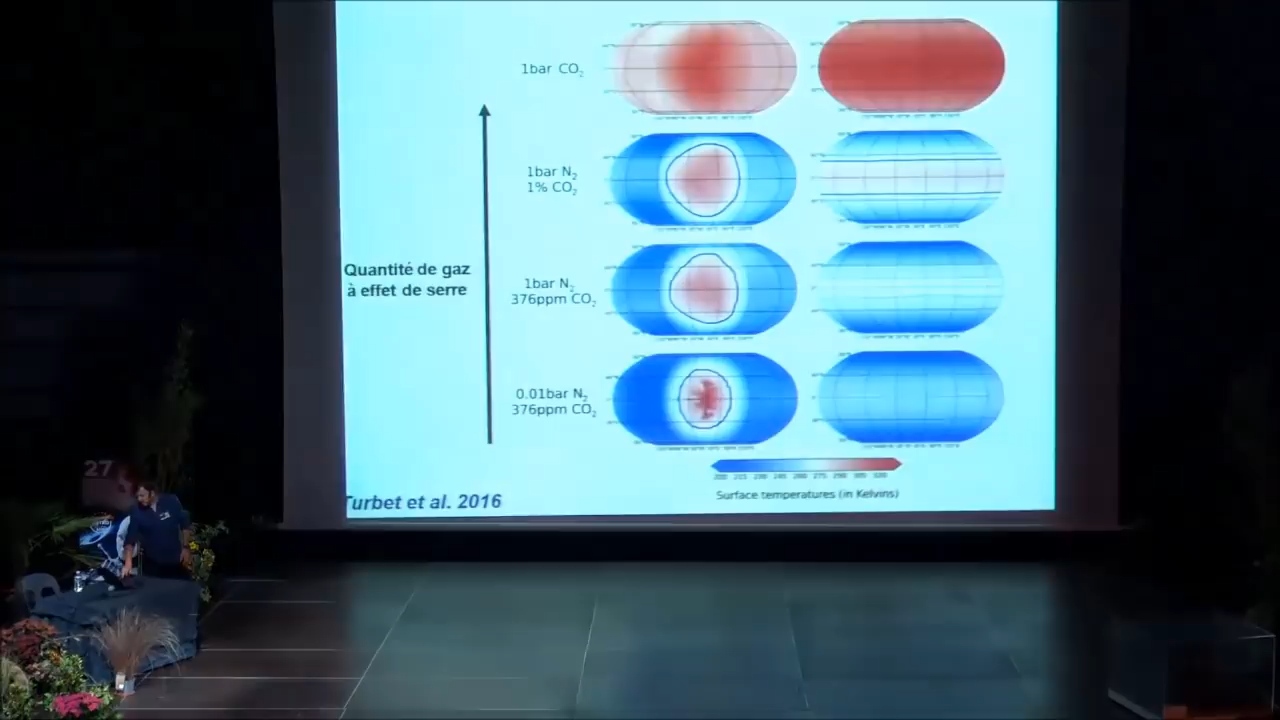 1bar CO₂
1bar N₂
1% CO₂
Quantité de gaz
à effet de serre
1bar N₂
376ppm CO₂
0.01bar N₂
376ppm CO₂
Surface temperatures (in Kelvins)
Turbet et al. 2016
27